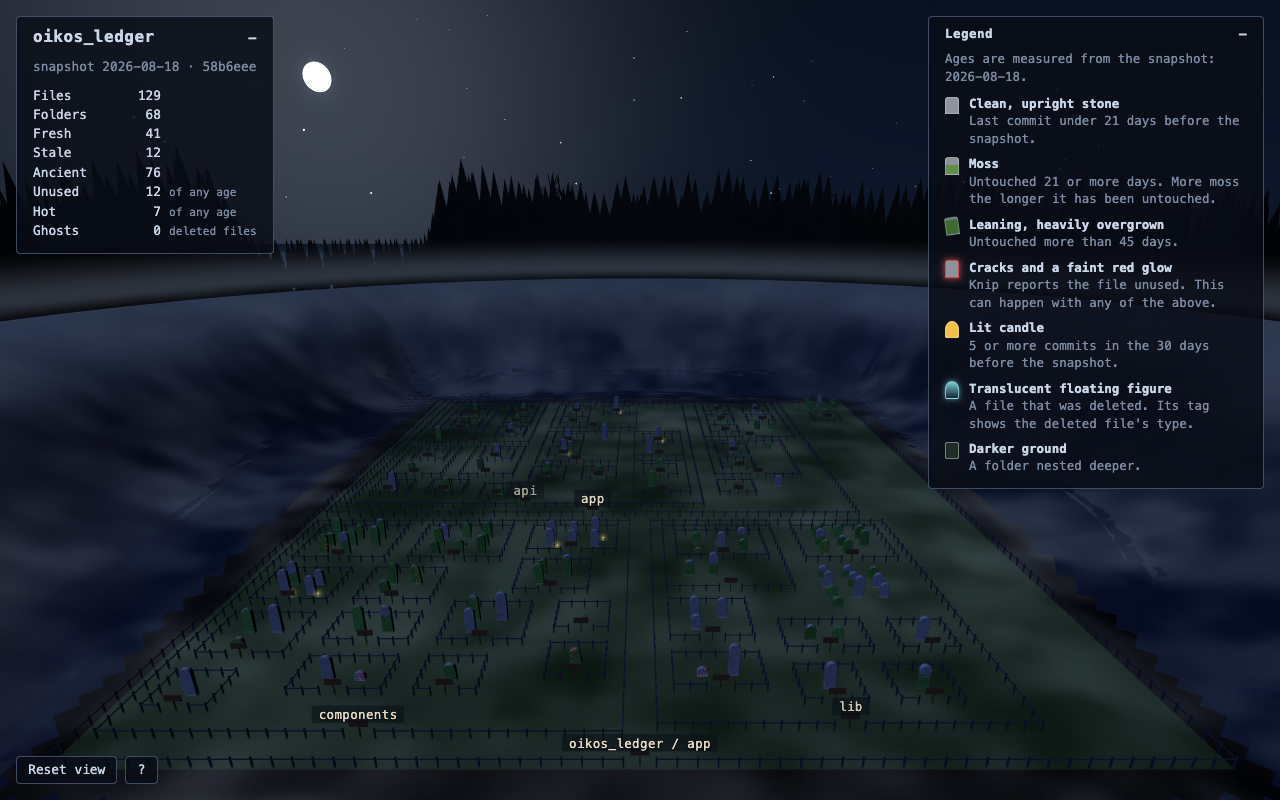 oikos_ledger –
snapshot 2026-08-18 · 58b6eee
Files 129
Folders 68
Fresh 41
Stale 12
Ancient 76
Unused 12 of any age
Hot 7 of any age
Ghosts 0 deleted files
Legend –
Ages are measured from the snapshot:
2026-08-18.
Clean, upright stone
Last commit under 21 days before the
snapshot.
Moss
Untouched 21 or more days. More moss
the longer it has been untouched.
Leaning, heavily overgrown
Untouched more than 45 days.
Cracks and a faint red glow
Knip reports the file unused. This
can happen with any of the above.
Lit candle
5 or more commits in the 30 days
before the snapshot.
Translucent floating figure
A file that was deleted. Its tag
shows the deleted file's type.
Darker ground
A folder nested deeper.
api
app
components
lib
oikos_ledger / app
Reset view ?